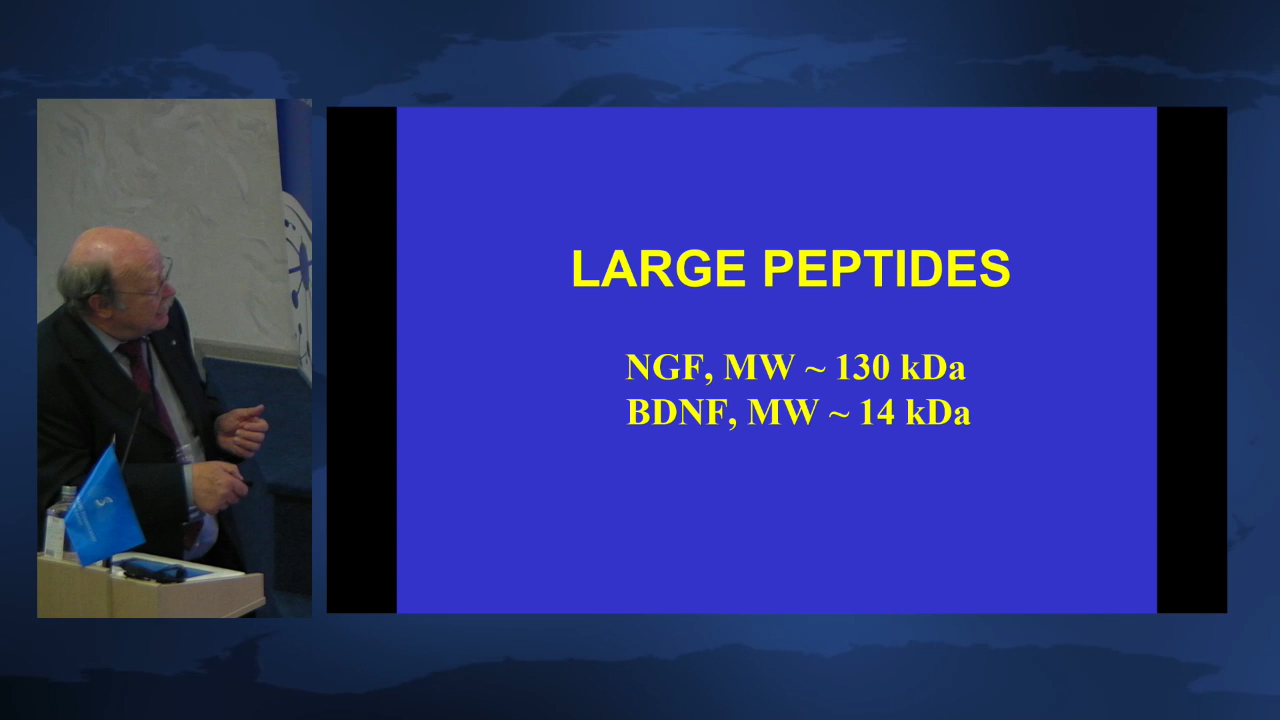 LARGE PEPTIDES
NGF, MW ~ 130 kDa
BDNF, MW ~ 14 kDa